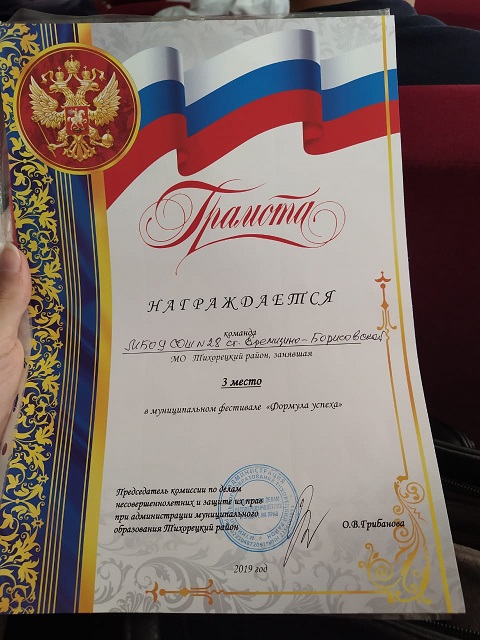 Грамота
НАГРАЖДАЕТСЯ
команда
МБОУ СОШ №28 ст. Еремизино-Борисовской
МО Тихорецкий район, занявшая
3 место
в муниципальном фестивале «Формула успеха»
Председатель комиссии по делам
несовершеннолетних и защите их прав
при администрации муниципального
образования Тихорецкий район
О.В.Грибанова
2019 год